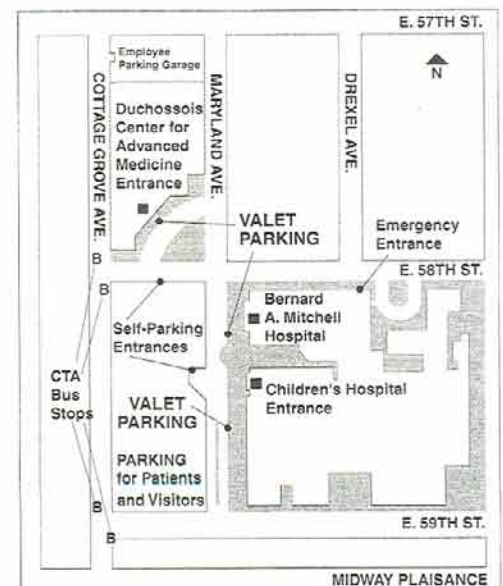 E. 57TH ST.
Employee
Parking Garage
COTTAGE GROVE AVE.
MARYLAND AVE.
DREXEL AVE.
N
Duchossois
Center for
Advanced
Medicine
Entrance
VALET
PARKING
Emergency
Entrance
B
E. 58TH ST.
B
Bernard
A. Mitchell
Hospital
Self-Parking
Entrances
CTA
Bus
Stops
Children's Hospital
Entrance
VALET
PARKING
PARKING
for Patients
and Visitors
B
E. 59TH ST.
B
MIDWAY PLAISANCE